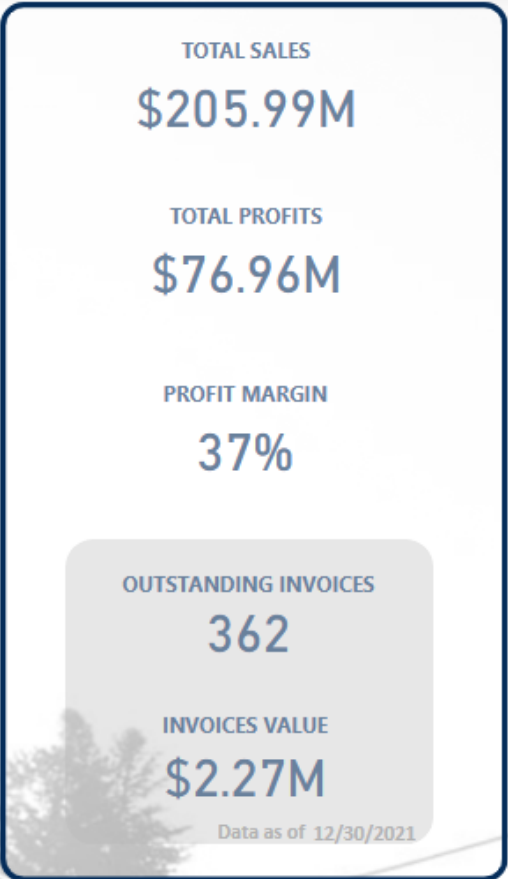 TOTAL SALES
$205.99M
TOTAL PROFITS
$76.96M
PROFIT MARGIN
37%
OUTSTANDING INVOICES
362
INVOICES VALUE
$2.27M
Data as of 12/30/2021